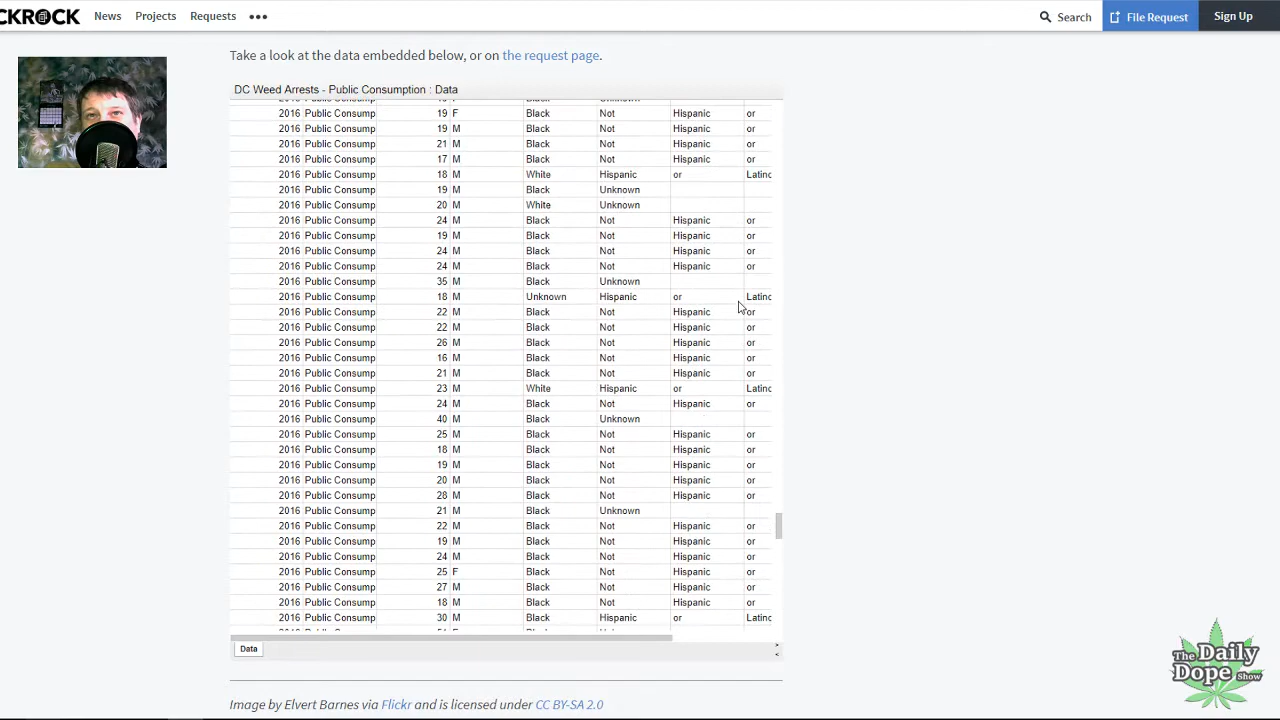 CKROCK News Projects Requests ••• Search File Request Sign Up
Take a look at the data embedded below, or on the request page.
DC Weed Arrests - Public Consumption : Data
2016 Public Consump 19 F Black Not Hispanic or
2016 Public Consump 19 M Black Not Hispanic or
2016 Public Consump 21 M Black Not Hispanic or
2016 Public Consump 17 M Black Not Hispanic or
2016 Public Consump 18 M White Hispanic or Latino
2016 Public Consump 19 M Black Unknown
2016 Public Consump 20 M White Unknown
2016 Public Consump 24 M Black Not Hispanic or
2016 Public Consump 19 M Black Not Hispanic or
2016 Public Consump 24 M Black Not Hispanic or
2016 Public Consump 24 M Black Not Hispanic or
2016 Public Consump 35 M Black Unknown
2016 Public Consump 18 M Unknown Hispanic or Latino
2016 Public Consump 22 M Black Not Hispanic or
2016 Public Consump 22 M Black Not Hispanic or
2016 Public Consump 26 M Black Not Hispanic or
2016 Public Consump 16 M Black Not Hispanic or
2016 Public Consump 21 M Black Not Hispanic or
2016 Public Consump 23 M White Hispanic or Latino
2016 Public Consump 24 M Black Not Hispanic or
2016 Public Consump 40 M Black Unknown
2016 Public Consump 25 M Black Not Hispanic or
2016 Public Consump 18 M Black Not Hispanic or
2016 Public Consump 19 M Black Not Hispanic or
2016 Public Consump 20 M Black Not Hispanic or
2016 Public Consump 28 M Black Not Hispanic or
2016 Public Consump 21 M Black Unknown
2016 Public Consump 22 M Black Not Hispanic or
2016 Public Consump 19 M Black Not Hispanic or
2016 Public Consump 24 M Black Not Hispanic or
2016 Public Consump 25 F Black Not Hispanic or
2016 Public Consump 27 M Black Not Hispanic or
2016 Public Consump 18 M Black Not Hispanic or
2016 Public Consump 30 M Black Hispanic or Latino
Data
Image by Elvert Barnes via Flickr and is licensed under CC BY-SA 2.0
The Daily
Dope Show